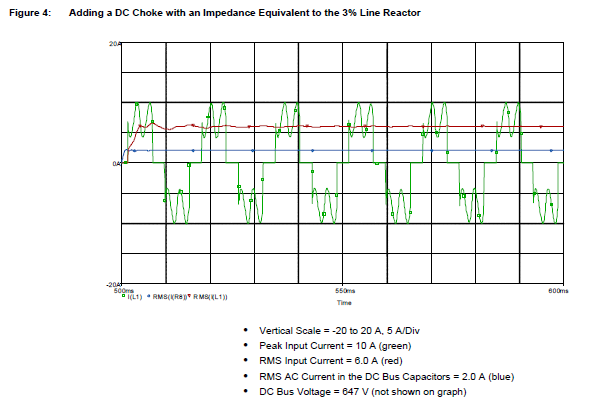 Figure 4: Adding a DC Choke with an Impedance Equivalent to the 3% Line Reactor
20A
0A
-20A
500ms 550ms 600ms
I(L1) RMS(I(R8)) RMS(I(L1))
Time
• Vertical Scale = -20 to 20 A, 5 A/Div
• Peak Input Current = 10 A (green)
• RMS Input Current = 6.0 A (red)
• RMS AC Current in the DC Bus Capacitors = 2.0 A (blue)
• DC Bus Voltage = 647 V (not shown on graph)